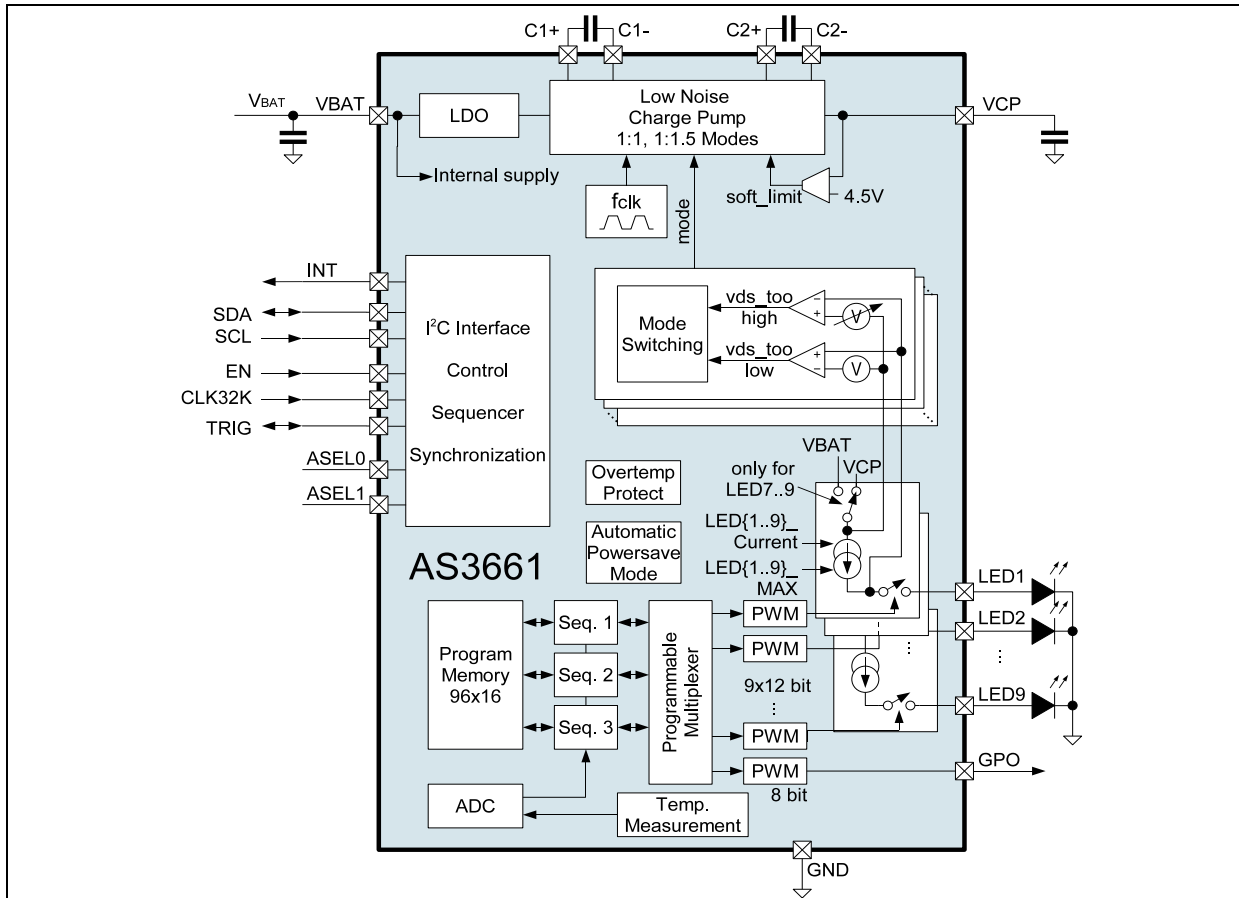 C1+ C1- C2+ C2-
VBAT VBAT
LDO
Low Noise
Charge Pump
1:1, 1:1.5 Modes
VCP
Internal supply
fclk
mode
soft_limit
4.5V
INT
SDA
SCL
EN
CLK32K
TRIG
ASEL0
ASEL1
I²C Interface
Control
Sequencer
Synchronization
Mode
Switching
vds_too
high
vds_too
low
- + V
+ - V
Overtemp
Protect
Automatic
Powersave
Mode
VBAT
VCP
only for
LED7..9
LED{1..9}_
Current
LED{1..9}_
MAX
AS3661
Program
Memory
96x16
Seq. 1
Seq. 2
Seq. 3
Programmable
Multiplexer
PWM
PWM
9x12 bit
...
PWM
PWM
8 bit
...
LED1
LED2
...
LED9
GPO
ADC
Temp.
Measurement
GND